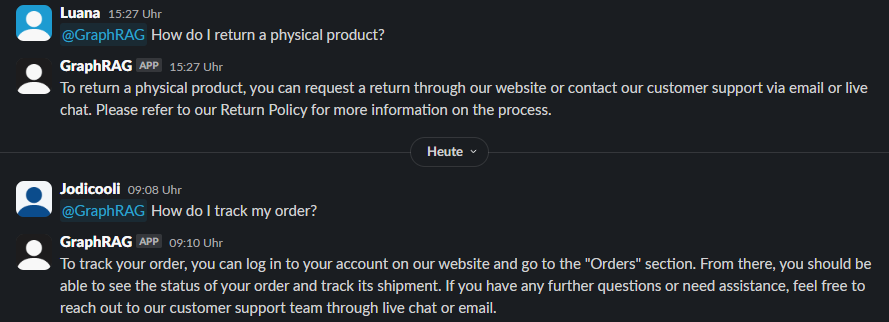 Luana 15:27 Uhr
@GraphRAG How do I return a physical product?
GraphRAG APP 15:27 Uhr
To return a physical product, you can request a return through our website or contact our customer support via email or live
chat. Please refer to our Return Policy for more information on the process.
Heute
Jodicooli 09:08 Uhr
@GraphRAG How do I track my order?
GraphRAG APP 09:10 Uhr
To track your order, you can log in to your account on our website and go to the "Orders" section. From there, you should be
able to see the status of your order and track its shipment. If you have any further questions or need assistance, feel free to
reach out to our customer support team through live chat or email.